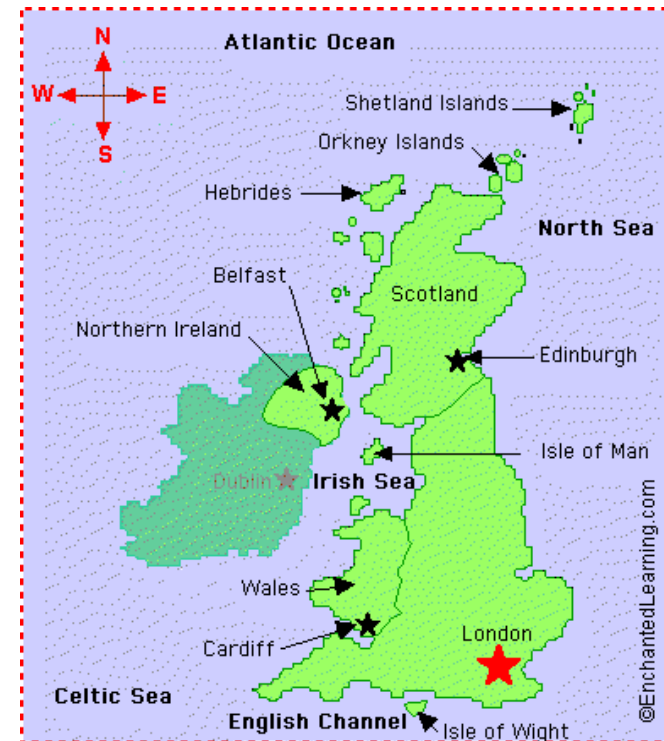 Atlantic Ocean
N
W E
S
Shetland Islands
Orkney Islands
Hebrides
North Sea
Belfast
Scotland
Northern Ireland
Edinburgh
Isle of Man
Dublin
Irish Sea
Wales
London
Cardiff
Celtic Sea
English Channel
Isle of Wight
©EnchantedLearning.com